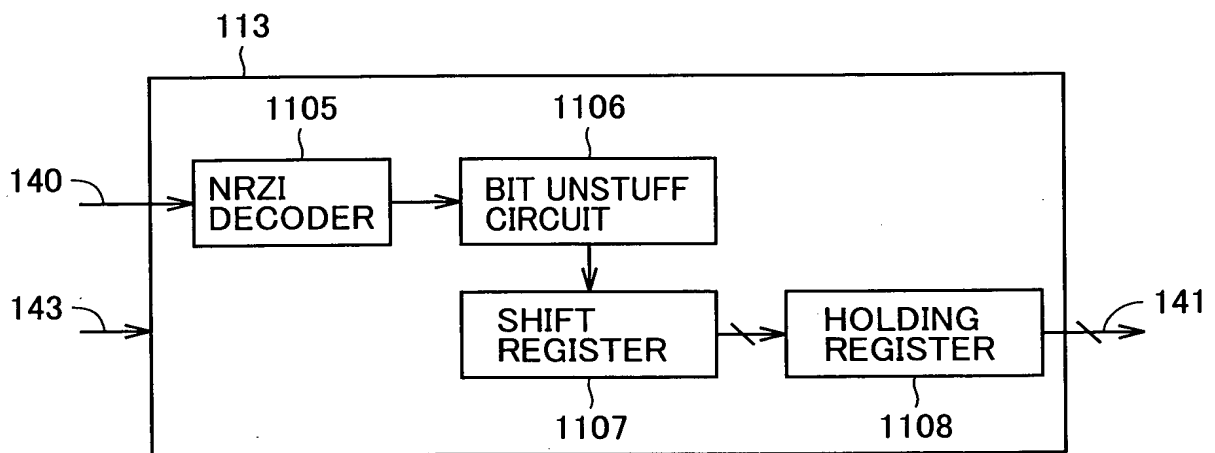 113
1105
1106
140
NRZI
DECODER
BIT UNSTUFF
CIRCUIT
143
SHIFT
REGISTER
HOLDING
REGISTER
141
1107
1108